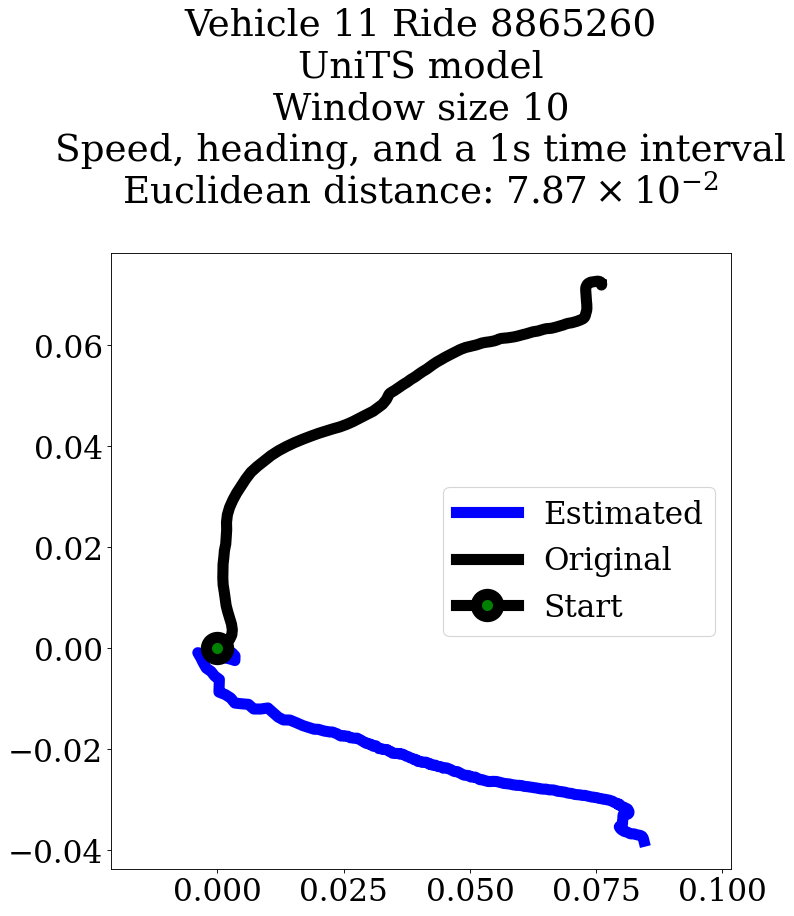 Vehicle 11 Ride 8865260
UniTS model
Window size 10
Speed, heading, and a 1s time interval
Euclidean distance: 7.87 × 10⁻²
0.06
0.04
0.02
0.00
−0.02
−0.04
Estimated
Original
Start
0.000 0.025 0.050 0.075 0.100